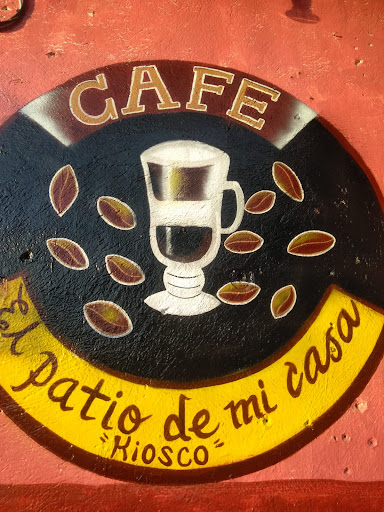 CAFE
El patio de mi casa
"KIOSCO"